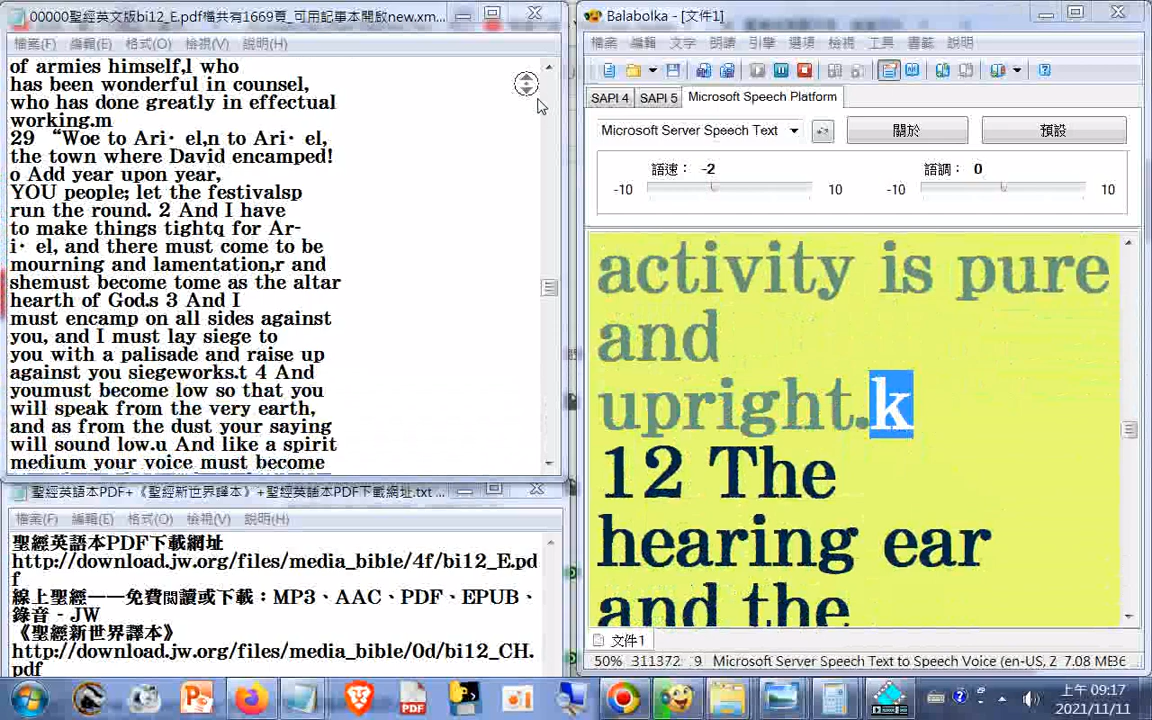 00000聖經英文版bi12_E.pdf檔共有1669頁_可用記事本開啟new.xm...
檔案(F) 編輯(E) 格式(O) 檢視(V) 說明(H)
of armies himself,l who
has been wonderful in counsel,
who has done greatly in effectual
working.m
29 “Woe to Ari· el,n to Ari· el,
the town where David encamped!
o Add year upon year,
YOU people; let the festivalsp
run the round. 2 And I have
to make things tightq for Ar-
i· el, and there must come to be
mourning and lamentation,r and
shemust become tome as the altar
hearth of God.s 3 And I
must encamp on all sides against
you, and I must lay siege to
you with a palisade and raise up
against you siegeworks.t 4 And
youmust become low so that you
will speak from the very earth,
and as from the dust your saying
will sound low.u And like a spirit
medium your voice must become
聖經英語本PDF+《聖經新世界譯本》+聖經英語本PDF下載網址.txt ...
檔案(F) 編輯(E) 格式(O) 檢視(V) 說明(H)
聖經英語本PDF下載網址
http://download.jw.org/files/media_bible/4f/bi12_E.pd
f
線上聖經——免費閱讀或下載：MP3、AAC、PDF、EPUB、
錄音 - JW
《聖經新世界譯本》
http://download.jw.org/files/media_bible/0d/bi12_CH.
pdf
Balabolka - [文件1]
檔案 編輯 文字 朗讀 引擎 選項 檢視 工具 書籤 說明
SAPI 4 SAPI 5 Microsoft Speech Platform
Microsoft Server Speech Text 關於 預設
語速： -2 語調： 0
-10 10 -10 10
activity is pure
and
upright.k
12 The
hearing ear
and the
文件1
50% 311372 : 9 Microsoft Server Speech Text to Speech Voice (en-US, Z 7.08 MB
上午 09:17
2021/11/11